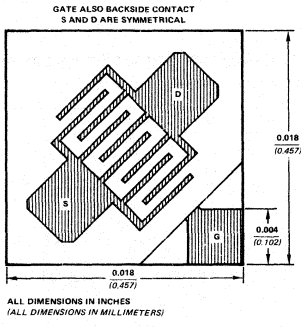 GATE ALSO BACKSIDE CONTACT
S AND D ARE SYMMETRICAL
D
S
G
0.018
(0.457)
0.004
(0.102)
0.018
(0.457)
ALL DIMENSIONS IN INCHES
(ALL DIMENSIONS IN MILLIMETERS)